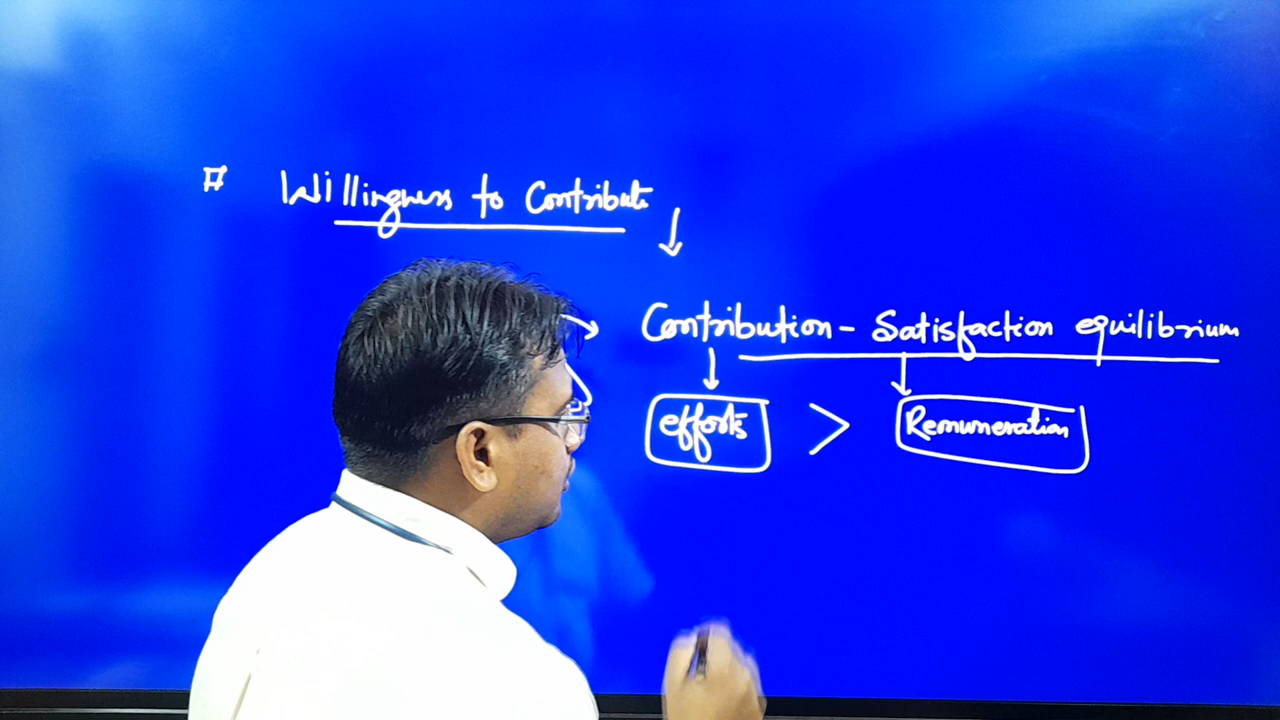 # Willingness to Contribute
Contribution - Satisfaction equilibrium
efforts > Remuneration